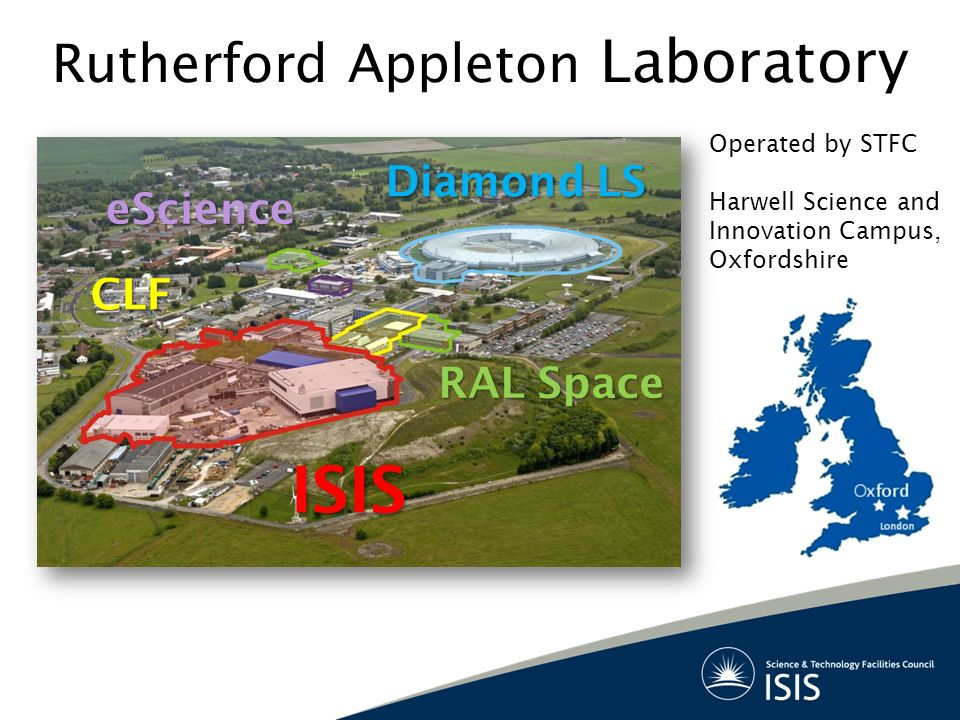 Rutherford Appleton Laboratory
Operated by STFC
Harwell Science and
Innovation Campus,
Oxfordshire
Diamond LS
eScience
CLF
RAL Space
ISIS
Oxford
London
Science & Technology Facilities Council
ISIS